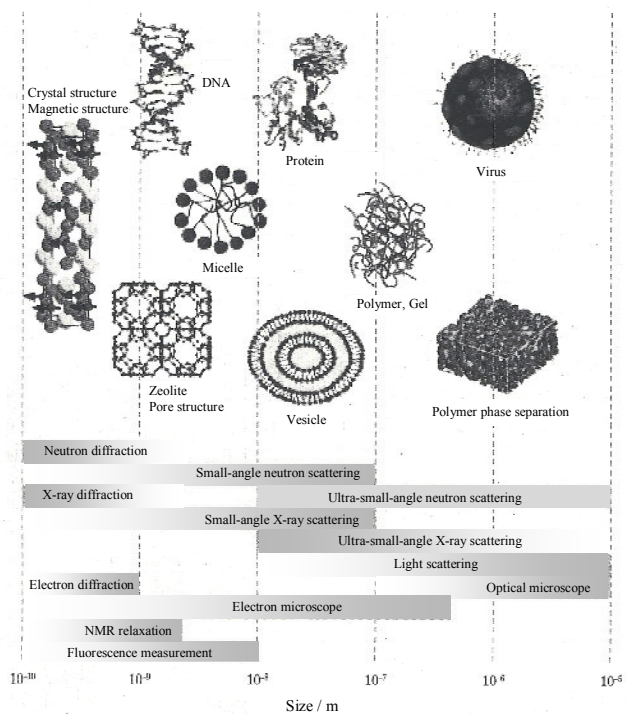 DNA
Crystal structure
Magnetic structure
Protein
Virus
Micelle
Polymer, Gel
Zeolite
Pore structure
Vesicle
Polymer phase separation
Neutron diffraction
Small-angle neutron scattering
X-ray diffraction
Ultra-small-angle neutron scattering
Small-angle X-ray scattering
Ultra-small-angle X-ray scattering
Light scattering
Electron diffraction
Optical microscope
Electron microscope
NMR relaxation
Fluorescence measurement
10⁻¹⁰ 10⁻⁹ 10⁻⁸ 10⁻⁷ 10⁻⁶ 10⁻⁵
Size / m